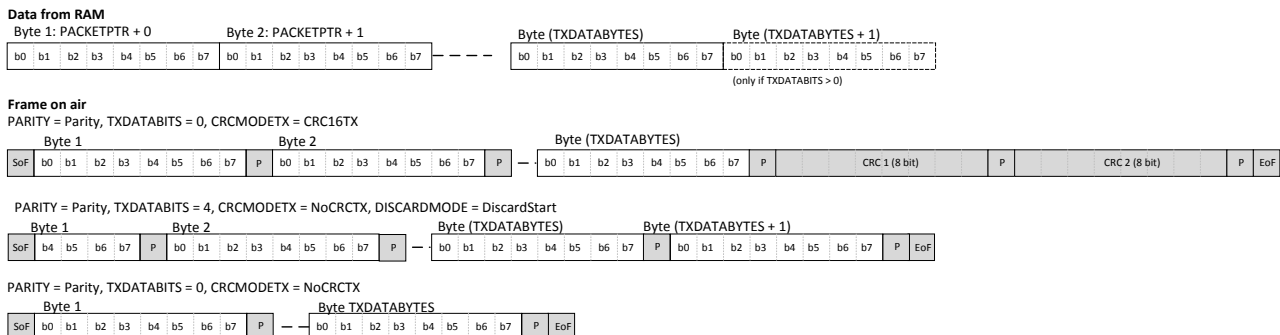 Data from RAM
Byte 1: PACKETPTR + 0 Byte 2: PACKETPTR + 1 Byte (TXDATABYTES) Byte (TXDATABYTES + 1)
b0 b1 b2 b3 b4 b5 b6 b7 b0 b1 b2 b3 b4 b5 b6 b7 b0 b1 b2 b3 b4 b5 b6 b7 b0 b1 b2 b3 b4 b5 b6 b7
(only if TXDATABITS > 0)
Frame on air
PARITY = Parity, TXDATABITS = 0, CRCMODETX = CRC16TX
Byte 1 Byte 2 Byte (TXDATABYTES)
SoF b0 b1 b2 b3 b4 b5 b6 b7 P b0 b1 b2 b3 b4 b5 b6 b7 P b0 b1 b2 b3 b4 b5 b6 b7 P CRC 1 (8 bit) P CRC 2 (8 bit) P EoF
PARITY = Parity, TXDATABITS = 4, CRCMODETX = NoCRCTX, DISCARDMODE = DiscardStart
Byte 1 Byte 2 Byte (TXDATABYTES) Byte (TXDATABYTES + 1)
SoF b4 b5 b6 b7 P b0 b1 b2 b3 b4 b5 b6 b7 P b0 b1 b2 b3 b4 b5 b6 b7 P b0 b1 b2 b3 b4 b5 b6 b7 P EoF
PARITY = Parity, TXDATABITS = 0, CRCMODETX = NoCRCTX
Byte 1 Byte TXDATABYTES
SoF b0 b1 b2 b3 b4 b5 b6 b7 P b0 b1 b2 b3 b4 b5 b6 b7 P EoF